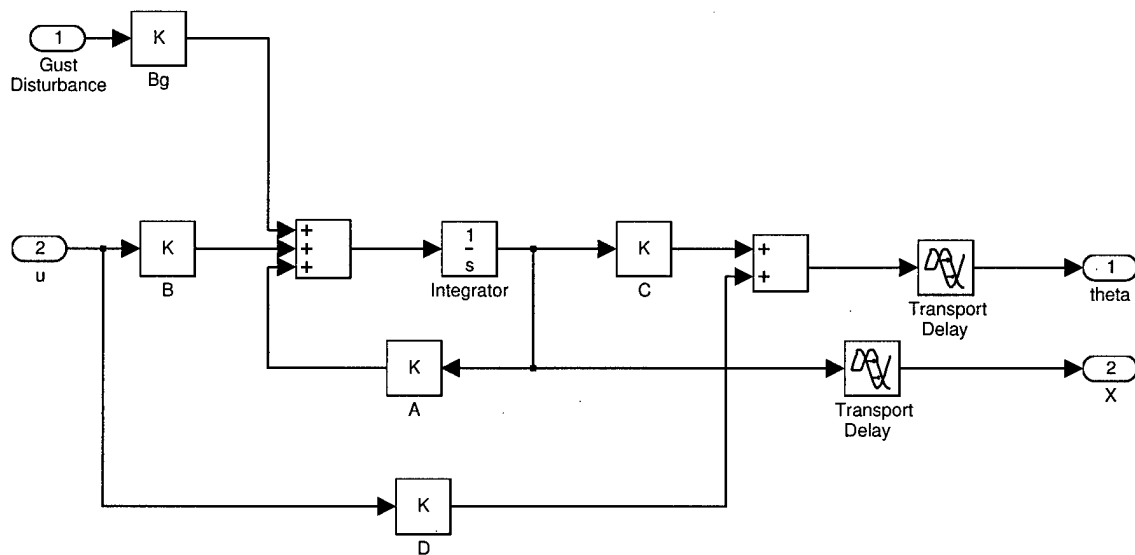 1
K
Gust
Disturbance
Bg
2
u
K
B
+
+
+
1
s
Integrator
K
C
+
+
Transport
Delay
1
theta
K
A
Transport
Delay
2
X
K
D